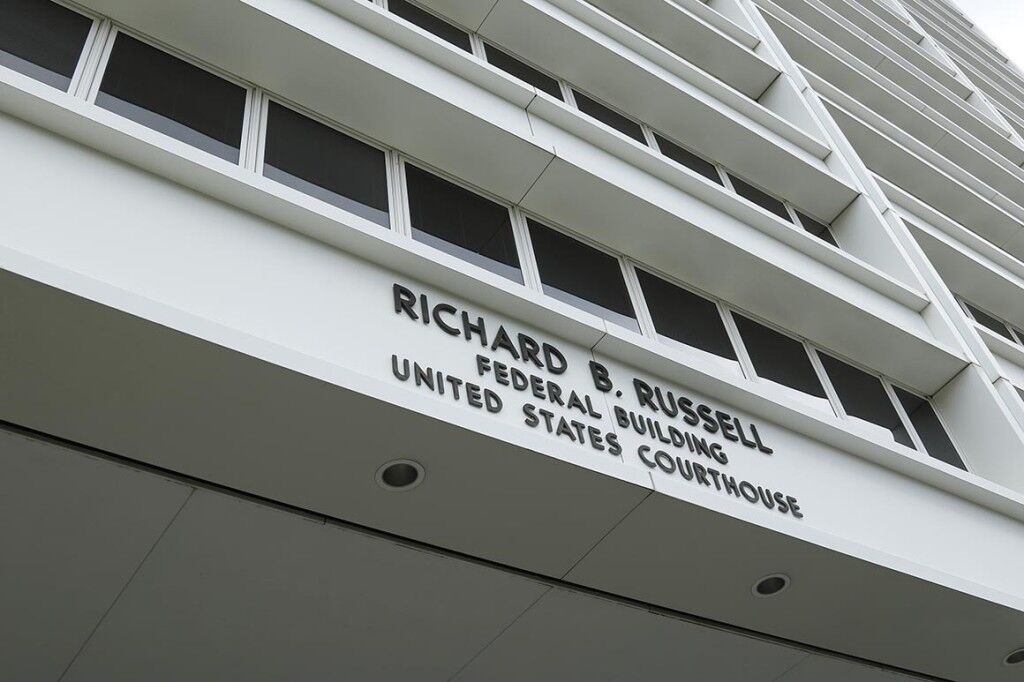 RICHARD B. RUSSELL
FEDERAL BUILDING
UNITED STATES COURTHOUSE